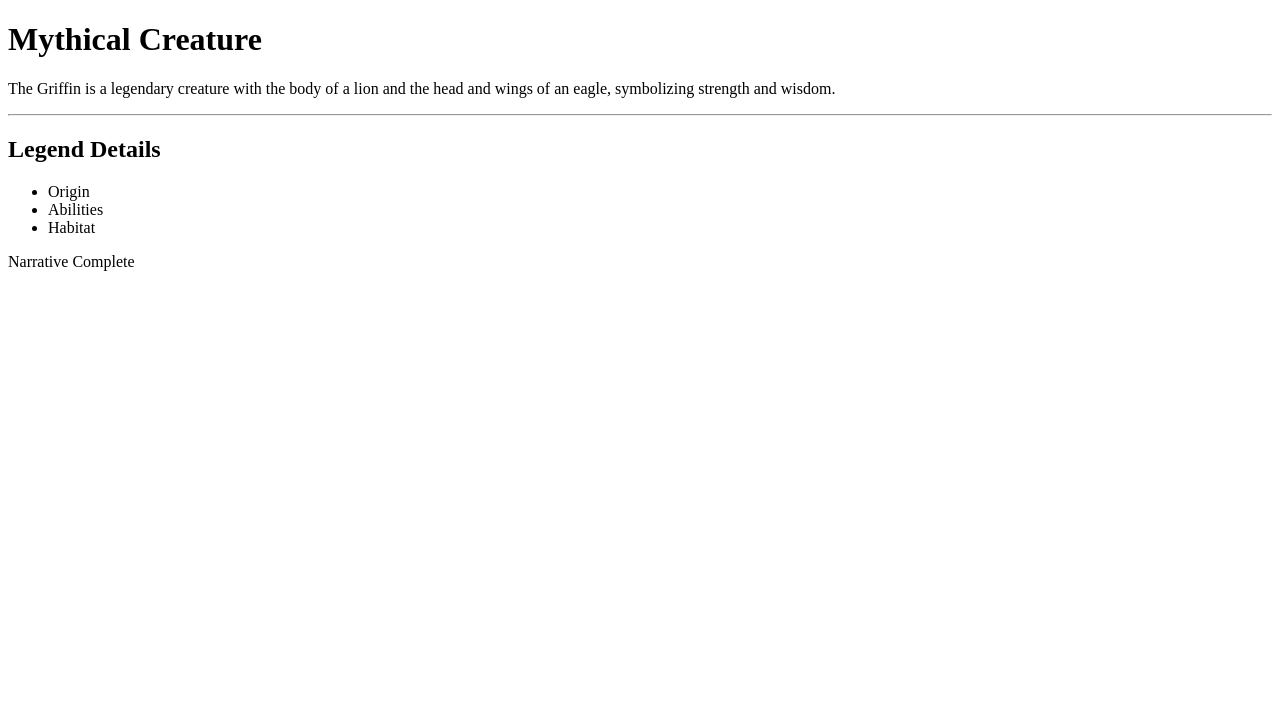 Mythical Creature
The Griffin is a legendary creature with the body of a lion and the head and wings of an eagle, symbolizing strength and wisdom.
Legend Details
Origin
Abilities
Habitat
Narrative Complete